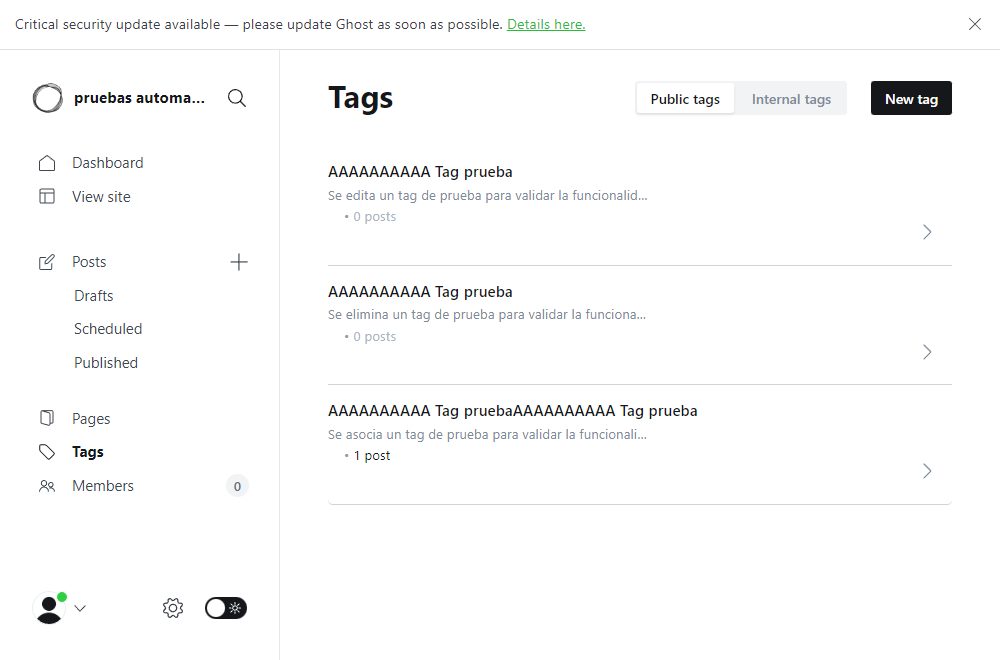 Critical security update available — please update Ghost as soon as possible. Details here.
pruebas automa...
Dashboard
View site
Posts
Drafts
Scheduled
Published
Pages
Tags
Members
0
Tags
Public tags
Internal tags
New tag
AAAAAAAAAA Tag prueba
Se edita un tag de prueba para validar la funcionalid...
• 0 posts
AAAAAAAAAA Tag prueba
Se elimina un tag de prueba para validar la funciona...
• 0 posts
AAAAAAAAAA Tag pruebaAAAAAAAAAA Tag prueba
Se asocia un tag de prueba para validar la funcionali...
• 1 post